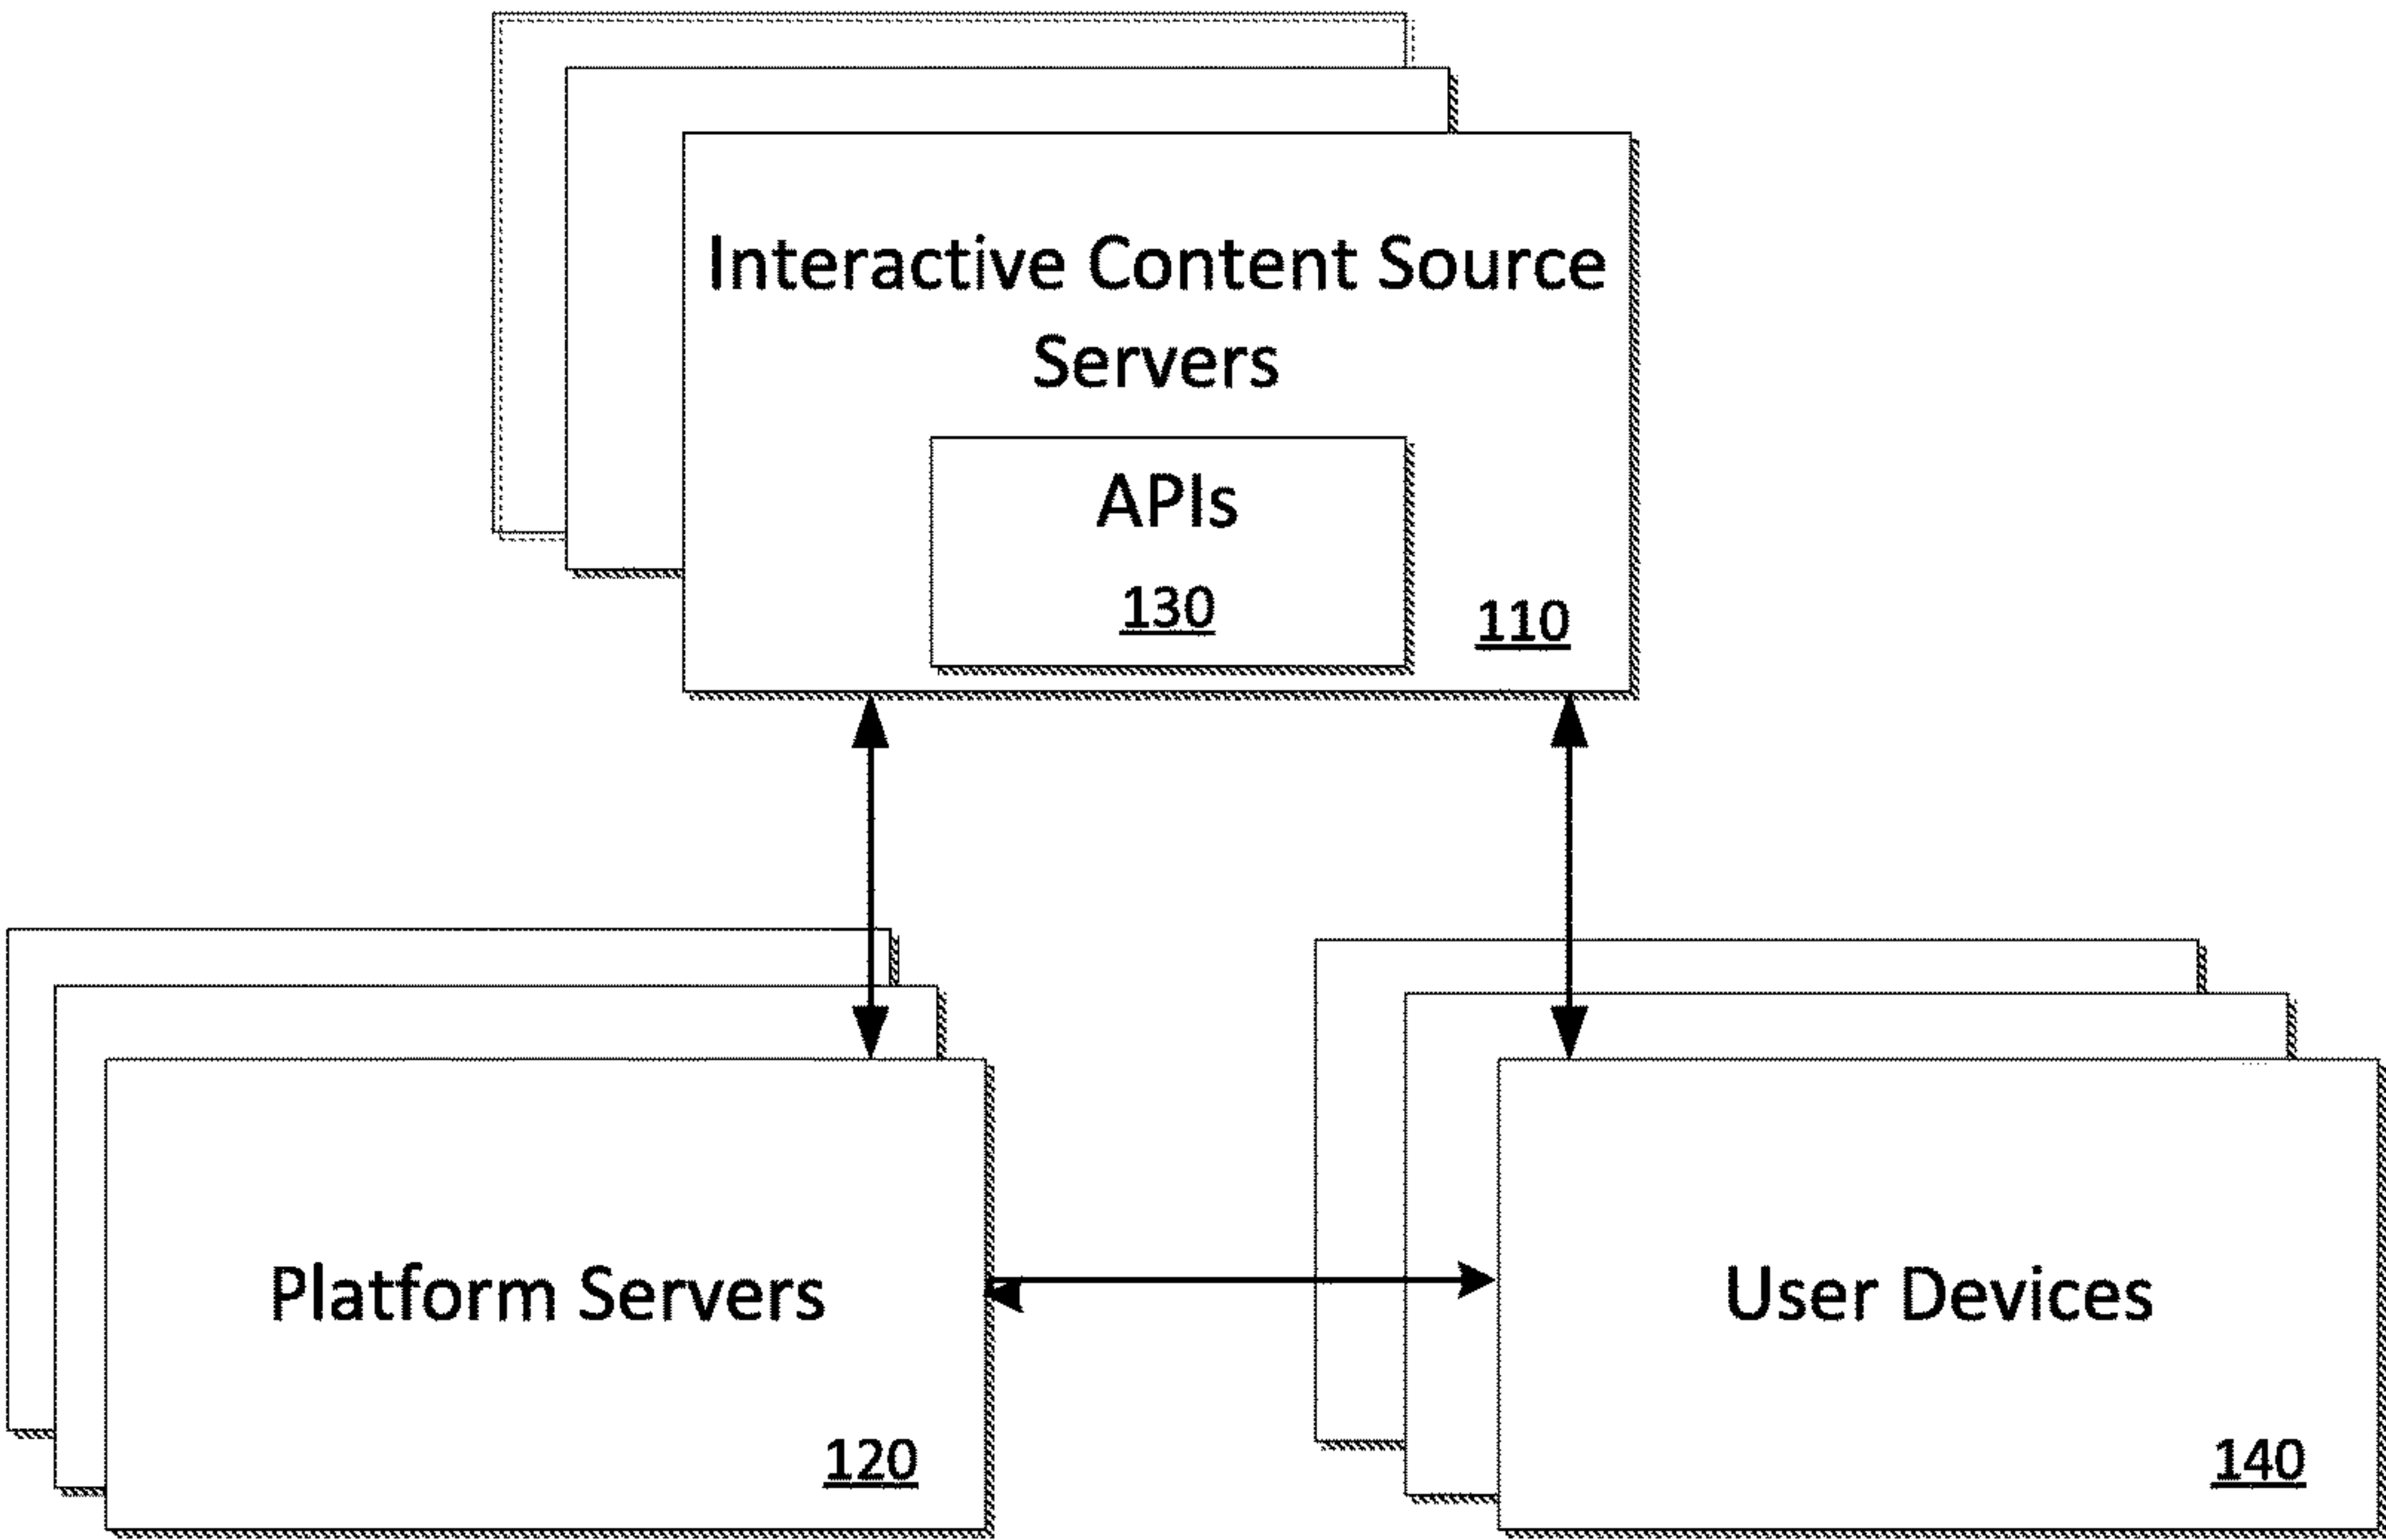 Interactive Content Source
Servers
APIs
130
110
Platform Servers
120
User Devices
140